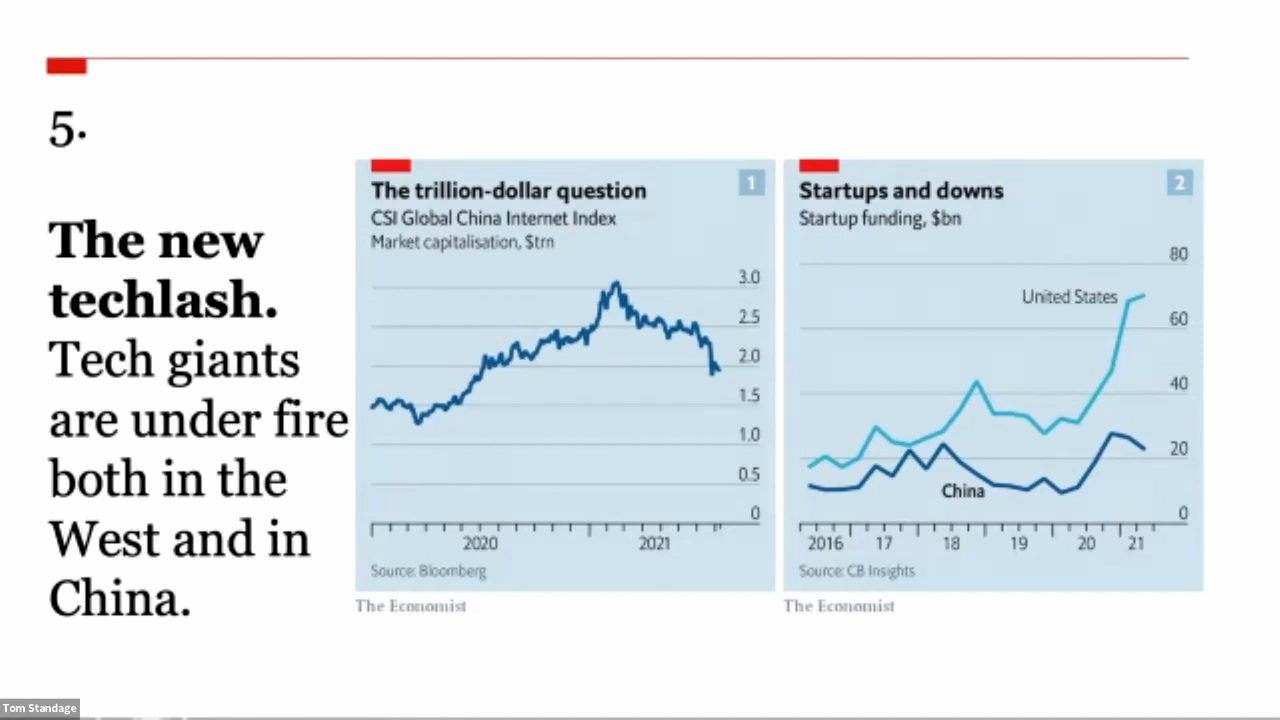 5.
The new
techlash.
Tech giants
are under fire
both in the
West and in
China.
The trillion-dollar question
1
CSI Global China Internet Index
Market capitalisation, $trn
3.0
2.5
2.0
1.5
1.0
0.5
0
2020 2021
Source: Bloomberg
The Economist
Startups and downs
2
Startup funding, $bn
80
United States
60
40
20
China
0
2016 17 18 19 20 21
Source: CB Insights
The Economist
Tom Standage